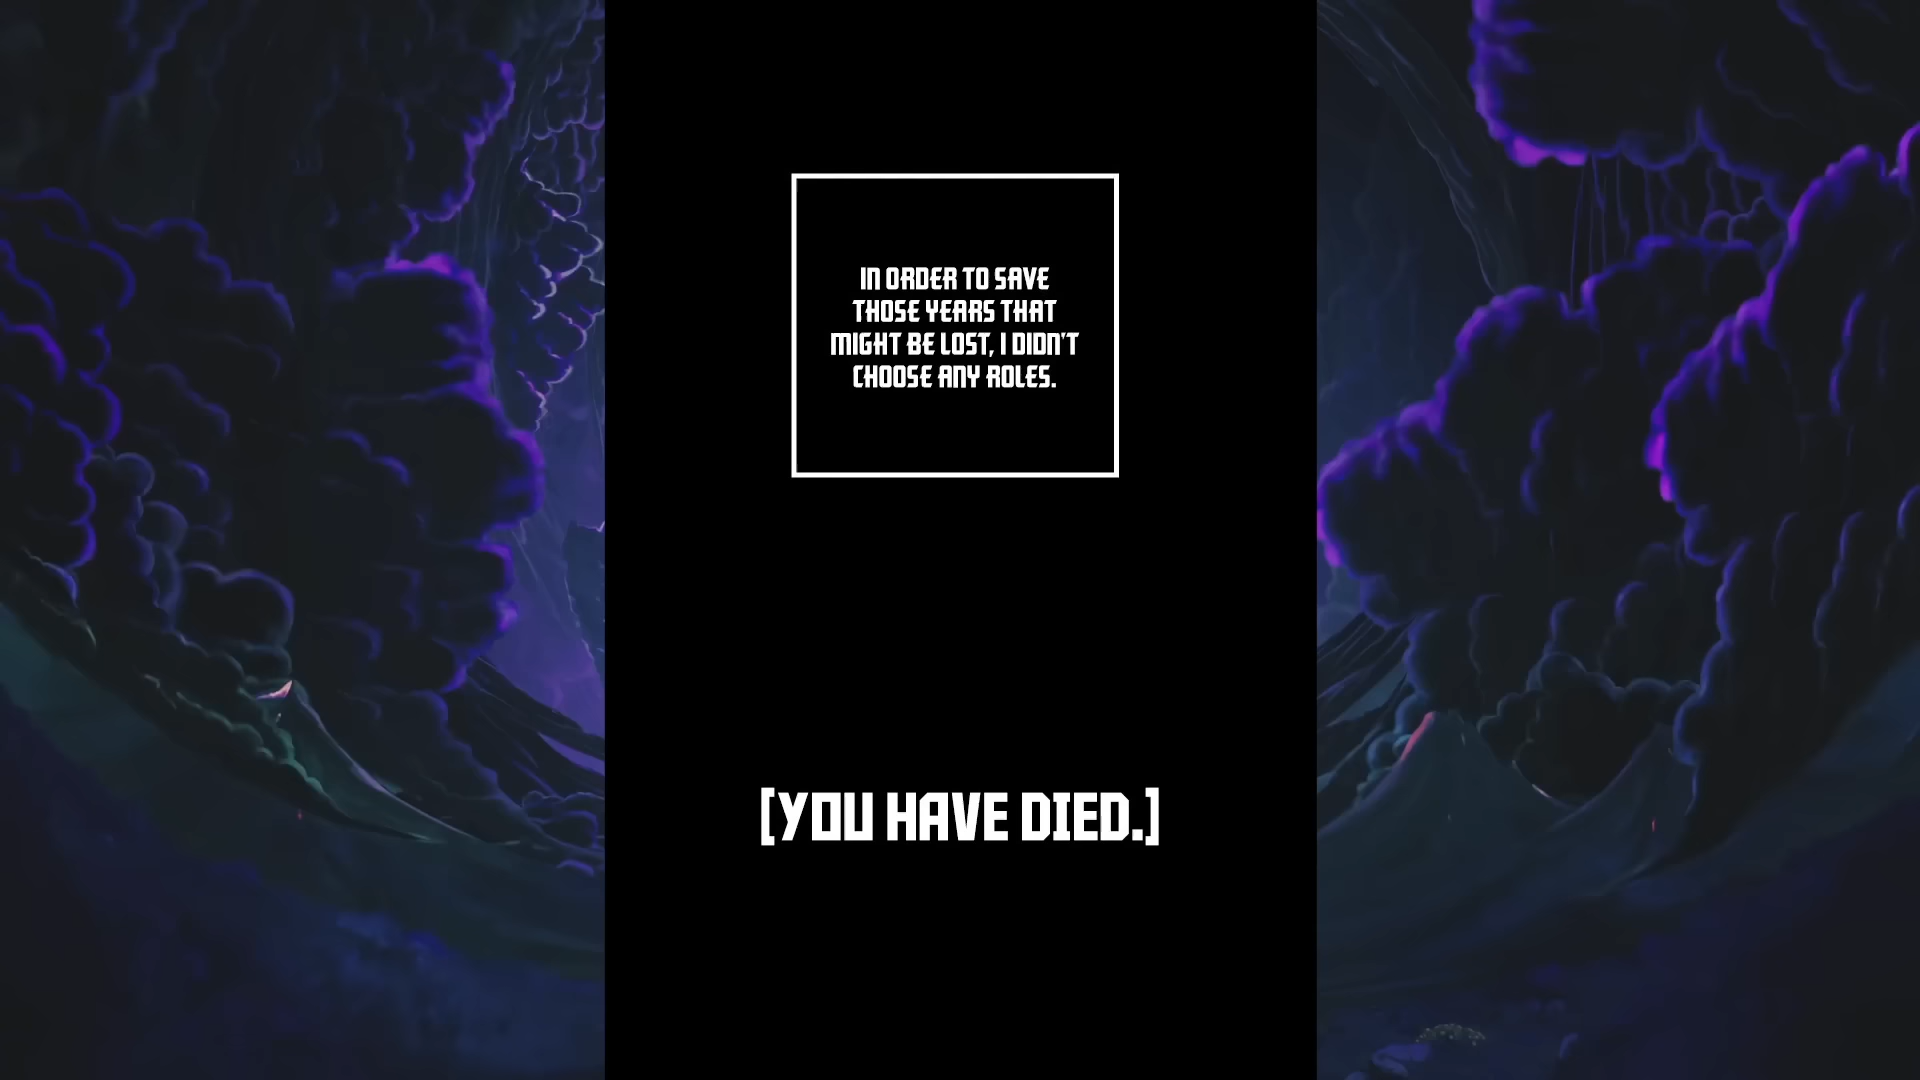 IN ORDER TO SAVE
THOSE YEARS THAT
MIGHT BE LOST, I DIDN'T
CHOOSE ANY ROLES.
[YOU HAVE DIED.]